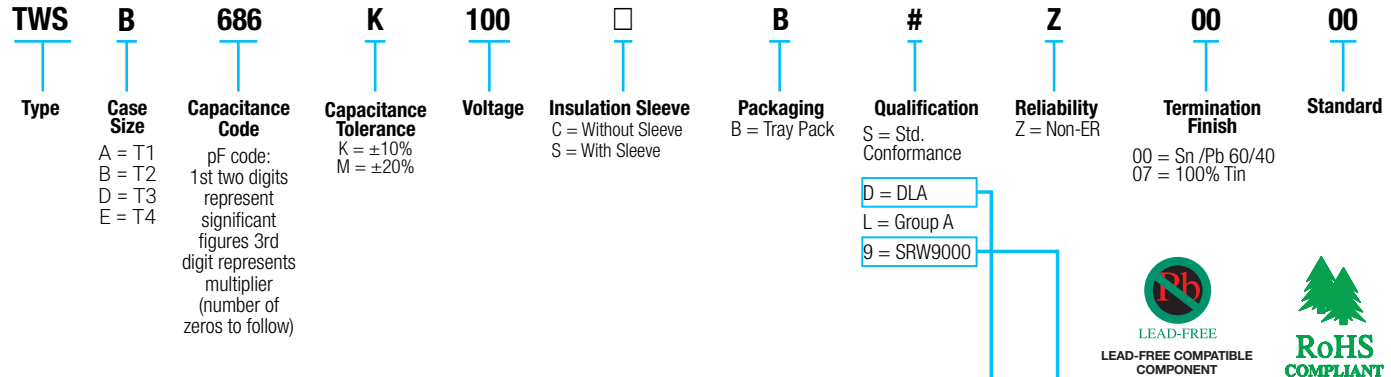 TWS B 686 K 100 □ B # Z 00 00
Type
Case
Size
A = T1
B = T2
D = T3
E = T4
Capacitance
Code
pF code:
1st two digits
represent
significant
figures 3rd
digit represents
multiplier
(number of
zeros to follow)
Capacitance
Tolerance
K = ±10%
M = ±20%
Voltage
Insulation Sleeve
C = Without Sleeve
S = With Sleeve
Packaging
B = Tray Pack
Qualification
S = Std.
Conformance
D = DLA
L = Group A
9 = SRW9000
Reliability
Z = Non-ER
Termination
Finish
00 = Sn /Pb 60/40
07 = 100% Tin
Standard
Pb
LEAD-FREE
LEAD-FREE COMPATIBLE
COMPONENT
RoHS
COMPLIANT